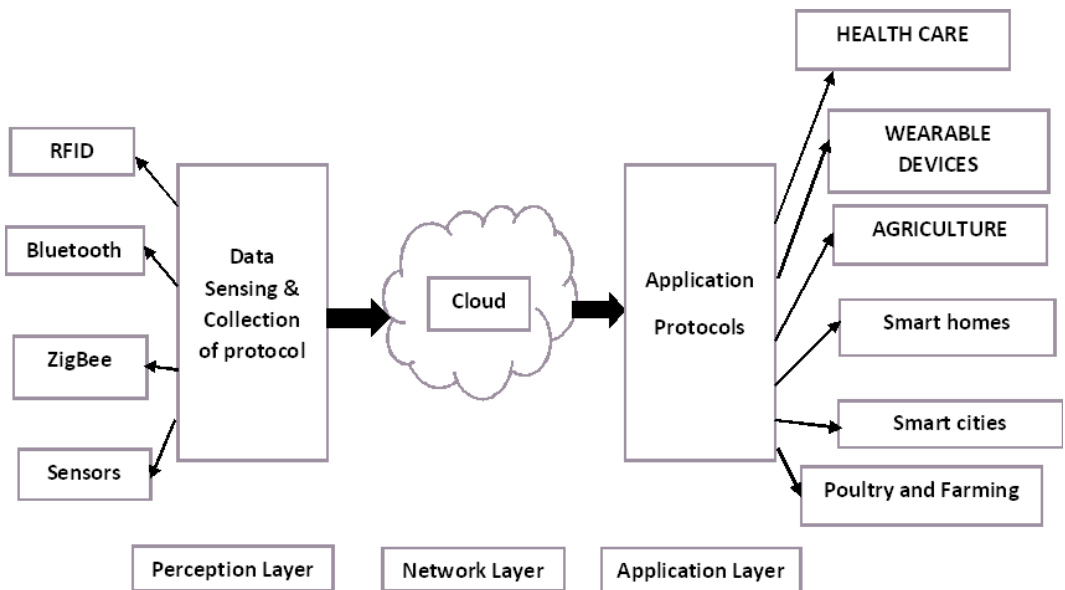 HEALTH CARE
WEARABLE
DEVICES
AGRICULTURE
Smart homes
Smart cities
Poultry and Farming
RFID
Bluetooth
ZigBee
Sensors
Data
Sensing &
Collection
of protocol
Cloud
Application
Protocols
Perception Layer
Network Layer
Application Layer